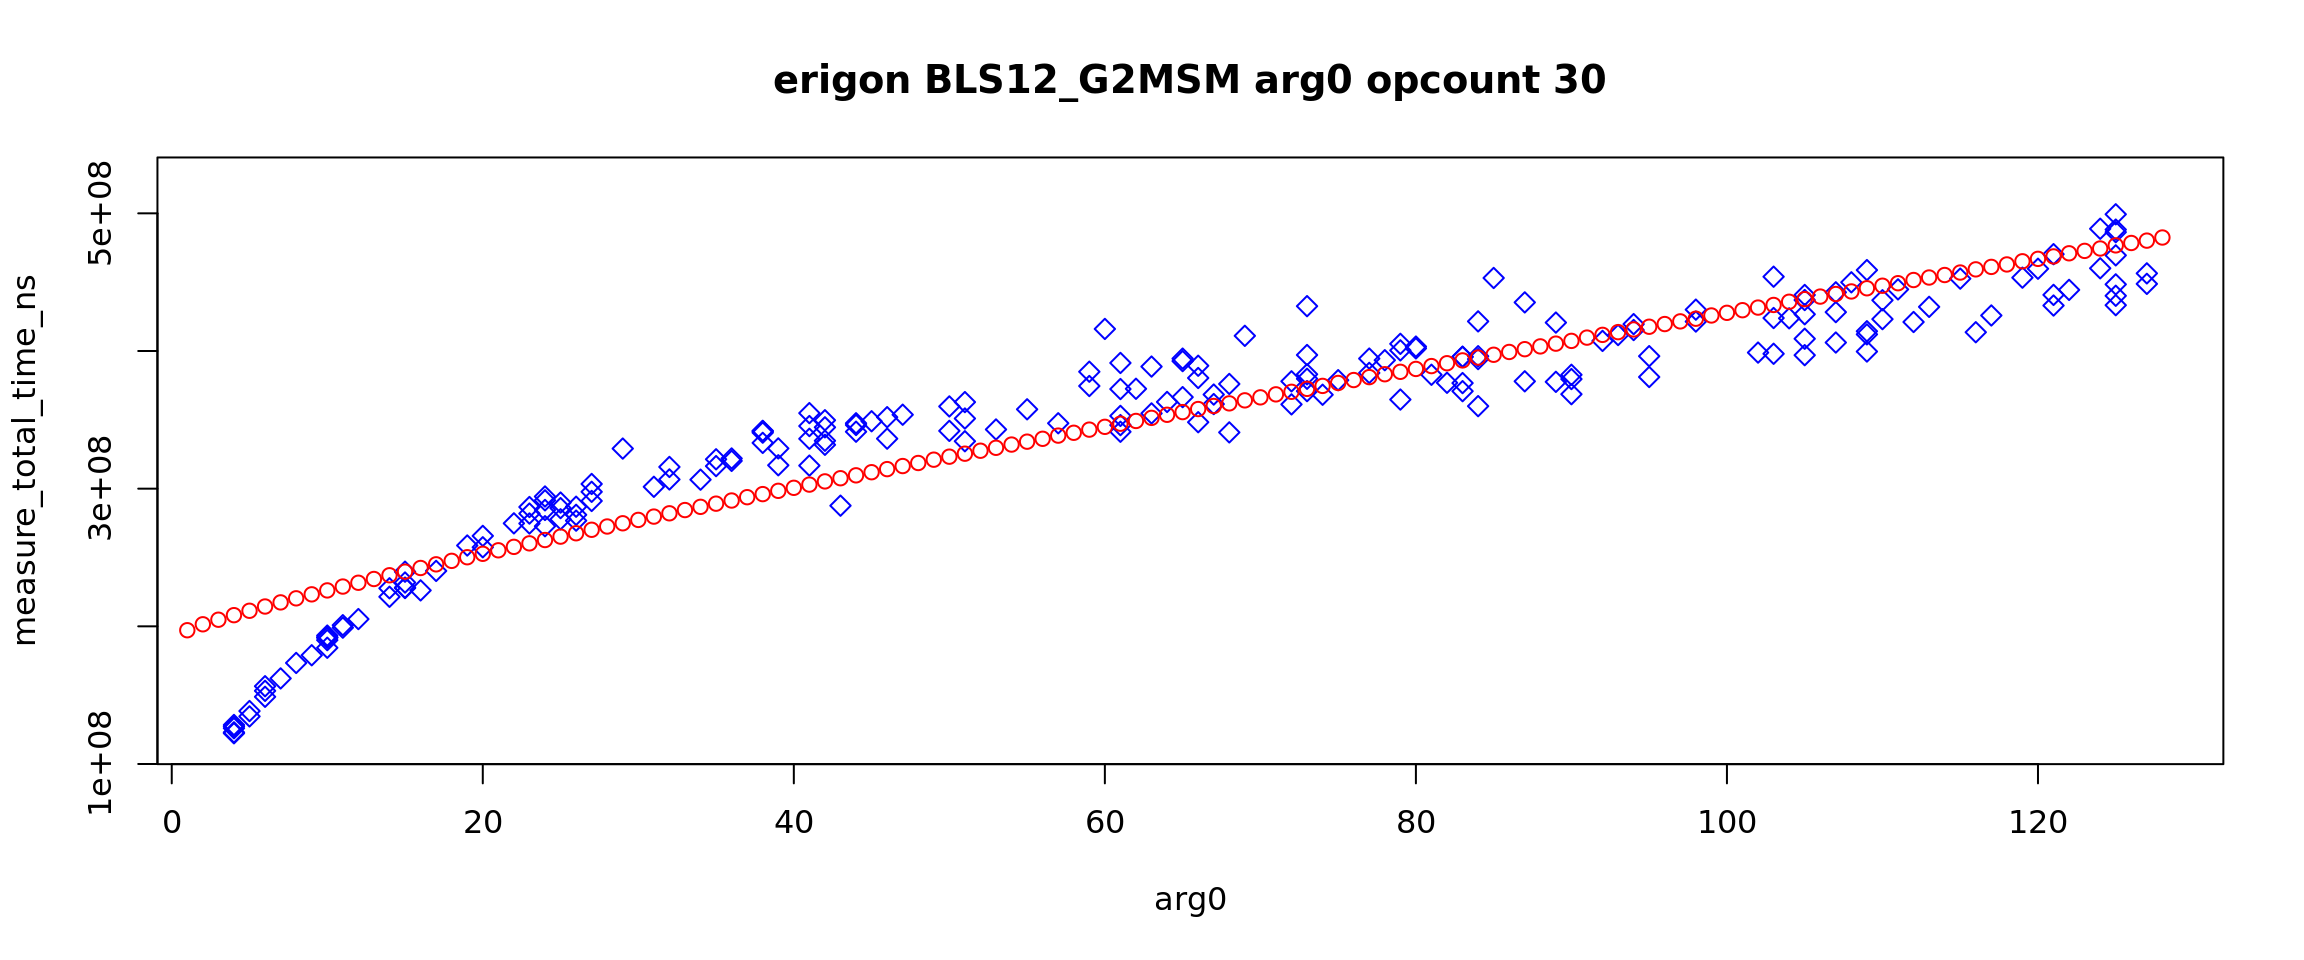 erigon BLS12_G2MSM arg0 opcount 30
measure_total_time_ns
5e+08
3e+08
1e+08
0 20 40 60 80 100 120
arg0